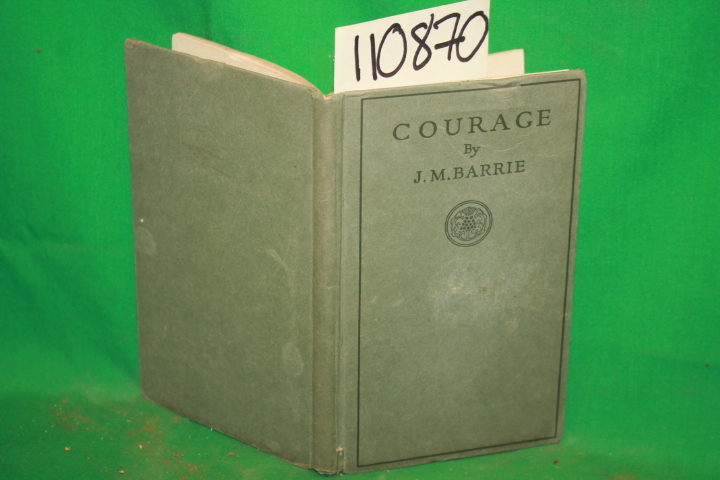 110870
COURAGE
By
J. M. BARRIE